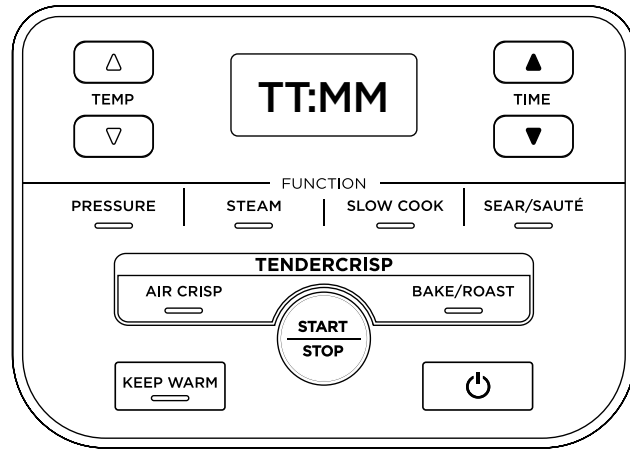 TT:MM
TEMP
TIME
FUNCTION
PRESSURE
STEAM
SLOW COOK
SEAR/SAUTÉ
TENDERCRISP
AIR CRISP
BAKE/ROAST
START
STOP
KEEP WARM